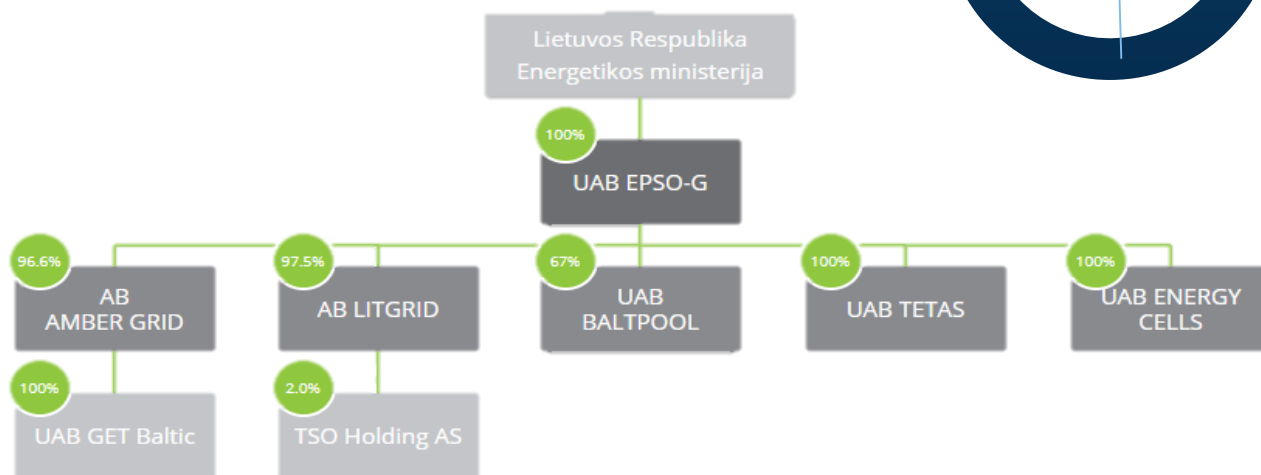 Lietuvos Respublika
Energetikos ministerija
100%
UAB EPSO-G
96.6%
AB
AMBER GRID
97.5%
AB LITGRID
67%
UAB
BALTPOOL
100%
UAB TETAS
100%
UAB ENERGY
CELLS
100%
UAB GET Baltic
2.0%
TSO Holding AS